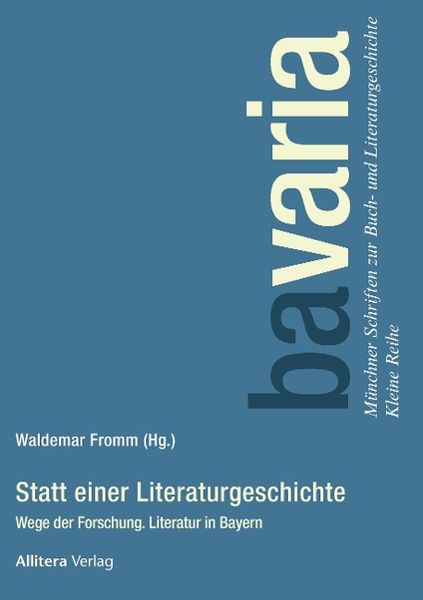 bavaria
Münchner Schriften zur Buch- und Literaturgeschichte
Kleine Reihe
Waldemar Fromm (Hg.)
Statt einer Literaturgeschichte
Wege der Forschung. Literatur in Bayern
Allitera Verlag